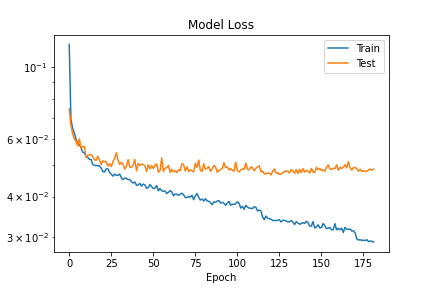 Model Loss
Train
Test
10⁻¹
6 × 10⁻²
4 × 10⁻²
3 × 10⁻²
0 25 50 75 100 125 150 175
Epoch